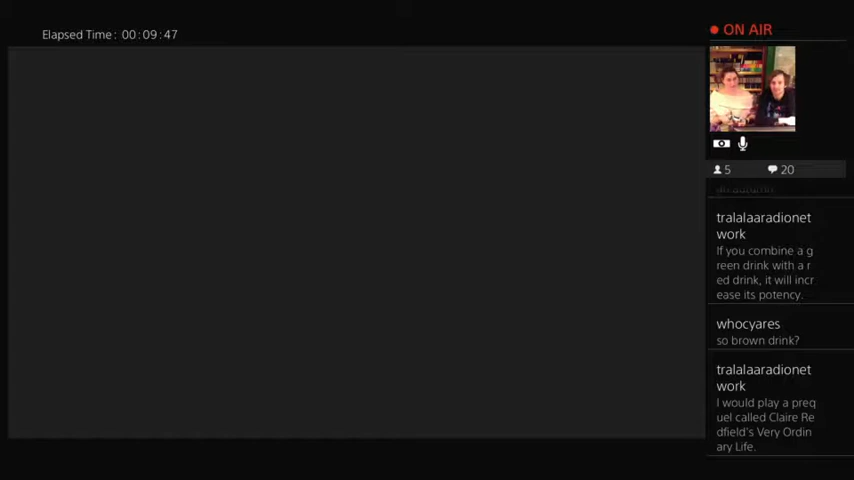 Elapsed Time: 00:09:47
ON AIR
5 20
tralalaaradionet
work
If you combine a g
reen drink with a r
ed drink, it will incr
ease its potency.
whocyares
so brown drink?
tralalaaradionet
work
I would play a preq
uel called Claire Re
dfield's Very Ordin
ary Life.